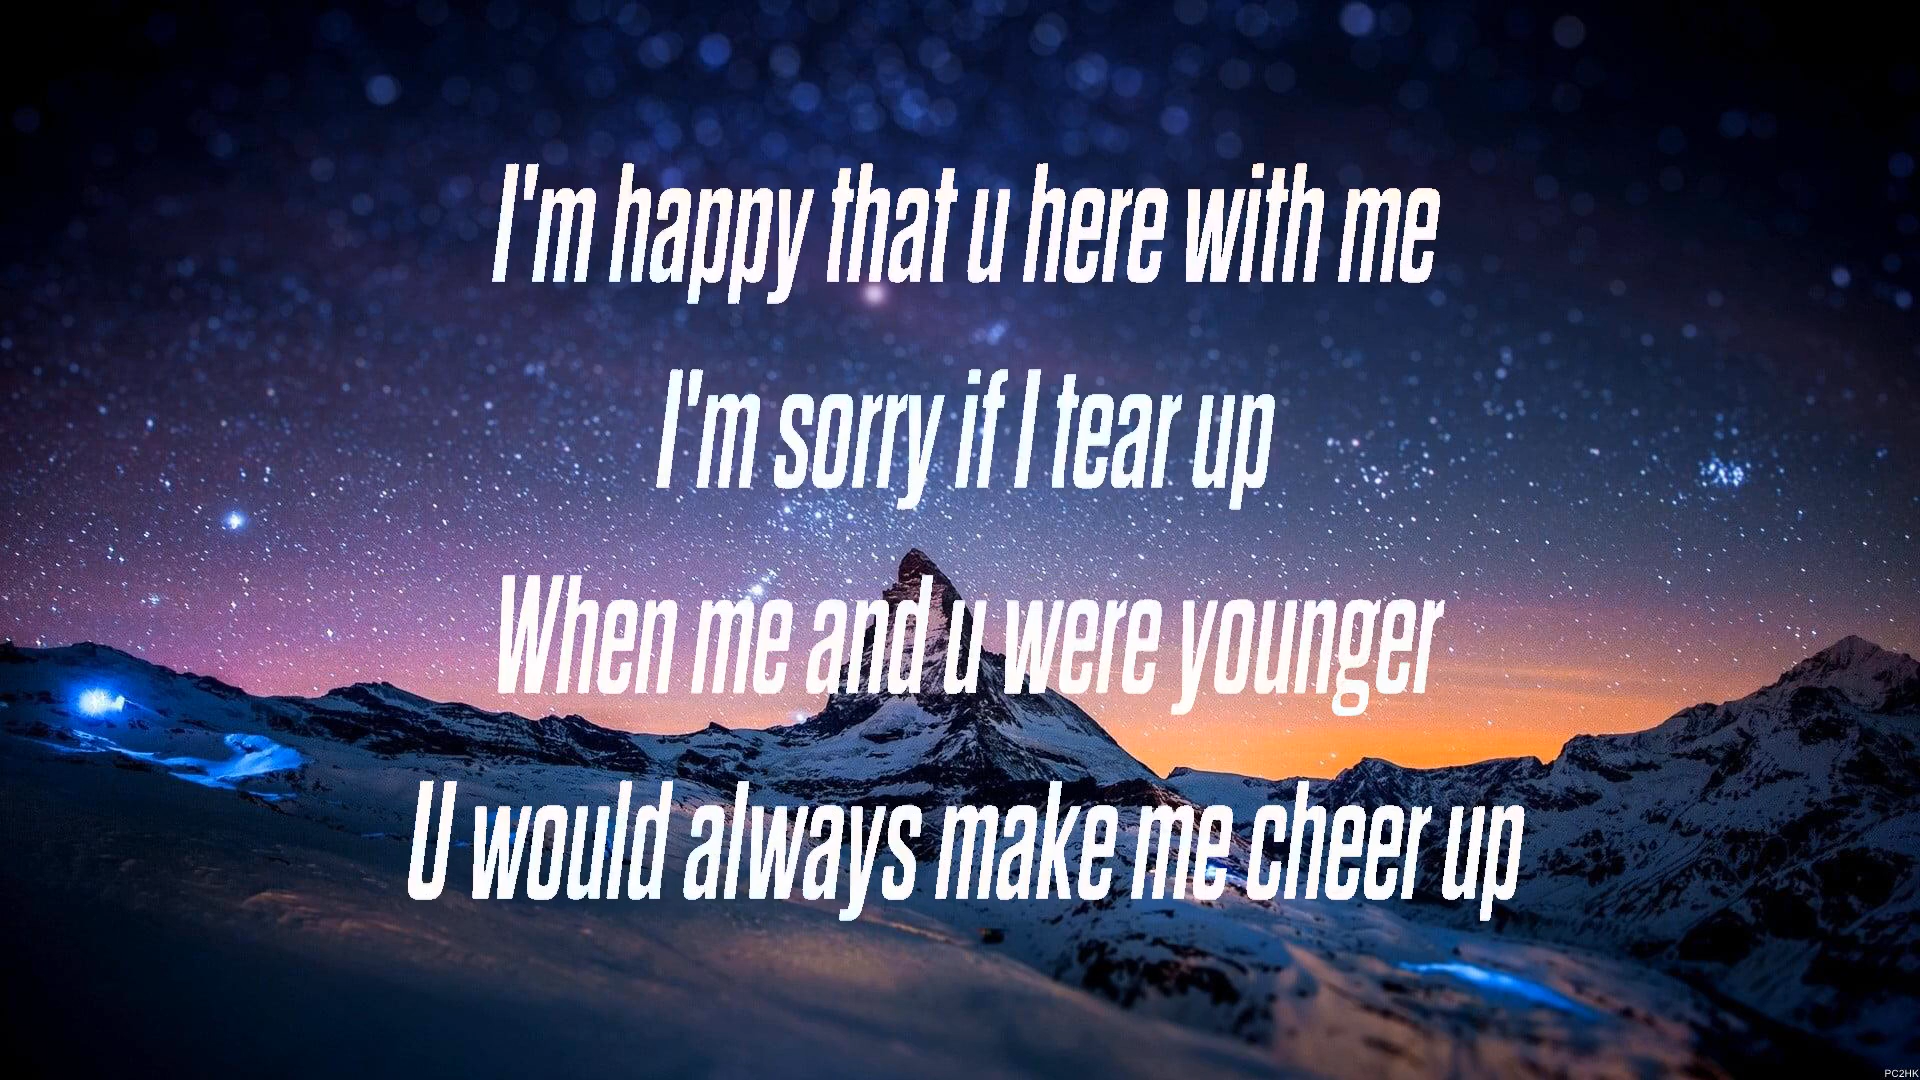 I'm happy that u here with me
I'm sorry if I tear up
When me and u were younger
U would always make me cheer up
PC2HK